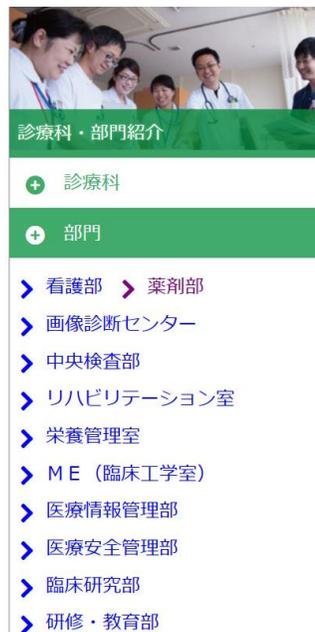 診療科・部門紹介
診療科
部門
看護部 薬剤部
画像診断センター
中央検査部
リハビリテーション室
栄養管理室
ＭＥ（臨床工学室）
医療情報管理部
医療安全管理部
臨床研究部
研修・教育部